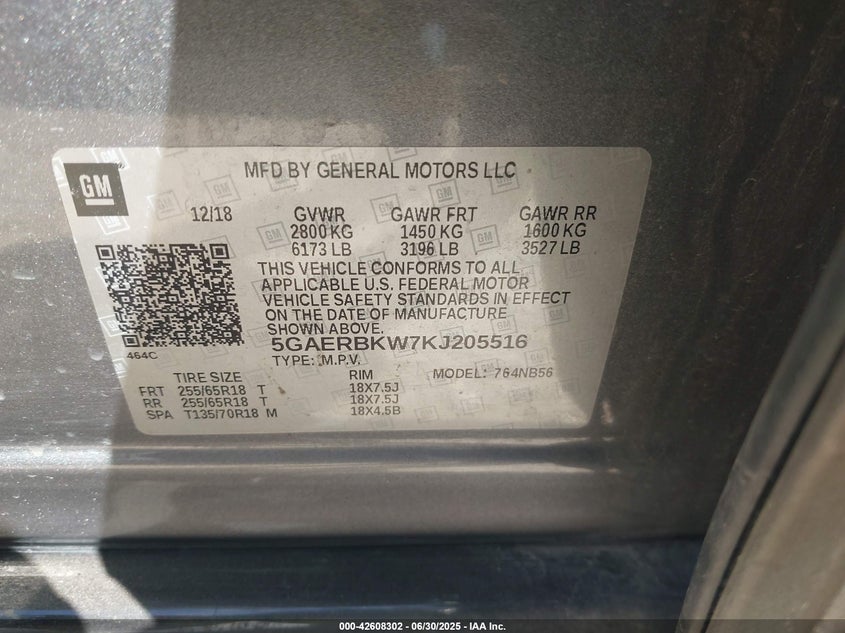 GM
MFD BY GENERAL MOTORS LLC
12/18 GVWR GAWR FRT GAWR RR
2800 KG 1450 KG 1600 KG
6173 LB 3196 LB 3527 LB
THIS VEHICLE CONFORMS TO ALL
APPLICABLE U.S. FEDERAL MOTOR
VEHICLE SAFETY STANDARDS IN EFFECT
ON THE DATE OF MANUFACTURE
SHOWN ABOVE.
464C
5GAERBKW7KJ205516
TYPE: M.P.V.
TIRE SIZE RIM MODEL: 764NB56
FRT 255/65R18 T 18X7.5J
RR 255/65R18 T 18X7.5J
SPA T135/70R18 M 18X4.5B
000-42608302 - 06/30/2025 - IAA Inc.